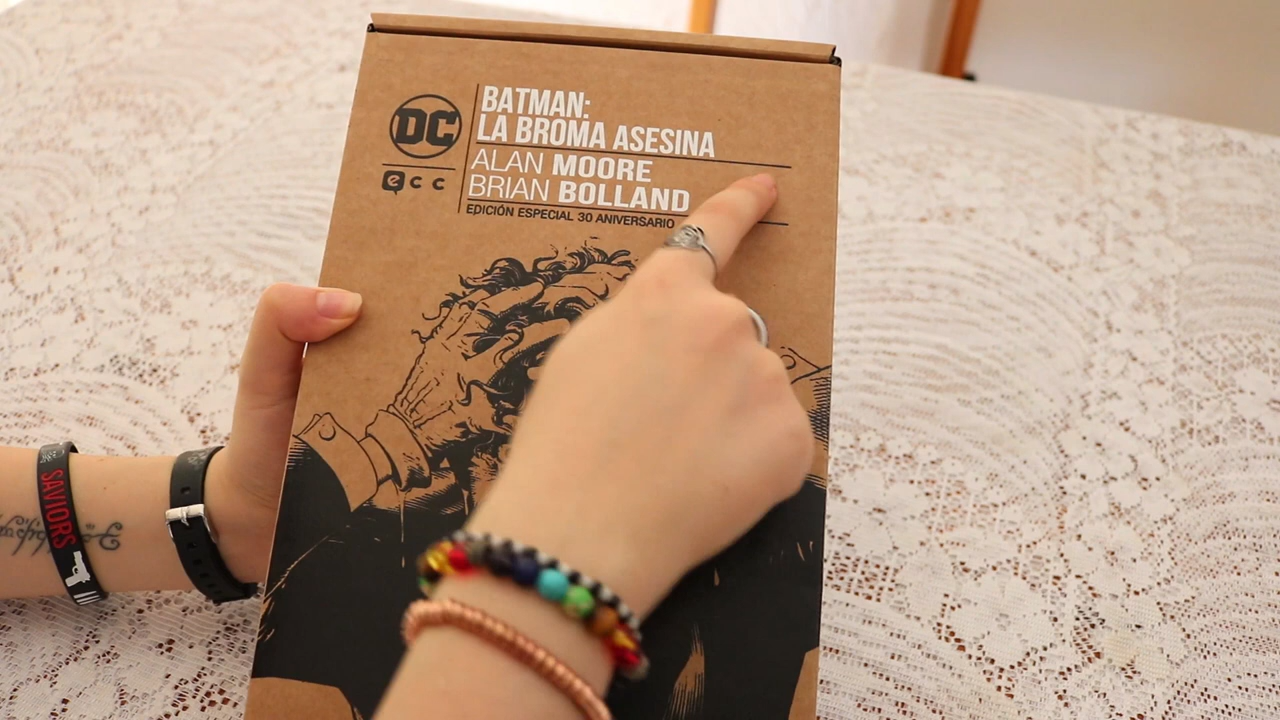 DC
ecc
BATMAN:
LA BROMA ASESINA
ALAN MOORE
BRIAN BOLLAND
EDICIÓN ESPECIAL 30 ANIVERSARIO
SAVIORS